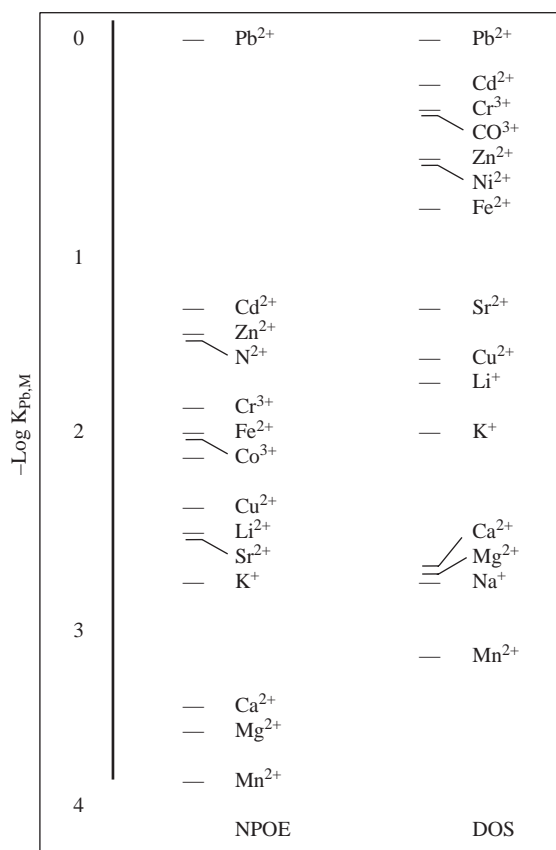 0 Pb²⁺ Pb²⁺
Cd²⁺
Cr³⁺
CO³⁺
Zn²⁺
Ni²⁺
Fe²⁺
1
Cd²⁺ Sr²⁺
Zn²⁺
N²⁺ Cu²⁺
Li⁺
Cr³⁺
2 Fe²⁺ K⁺
Co³⁺
Cu²⁺
Li²⁺ Ca²⁺
Sr²⁺ Mg²⁺
K⁺ Na⁺
3
Mn²⁺
Ca²⁺
Mg²⁺
Mn²⁺
4
NPOE DOS
–Log K_Pb,M